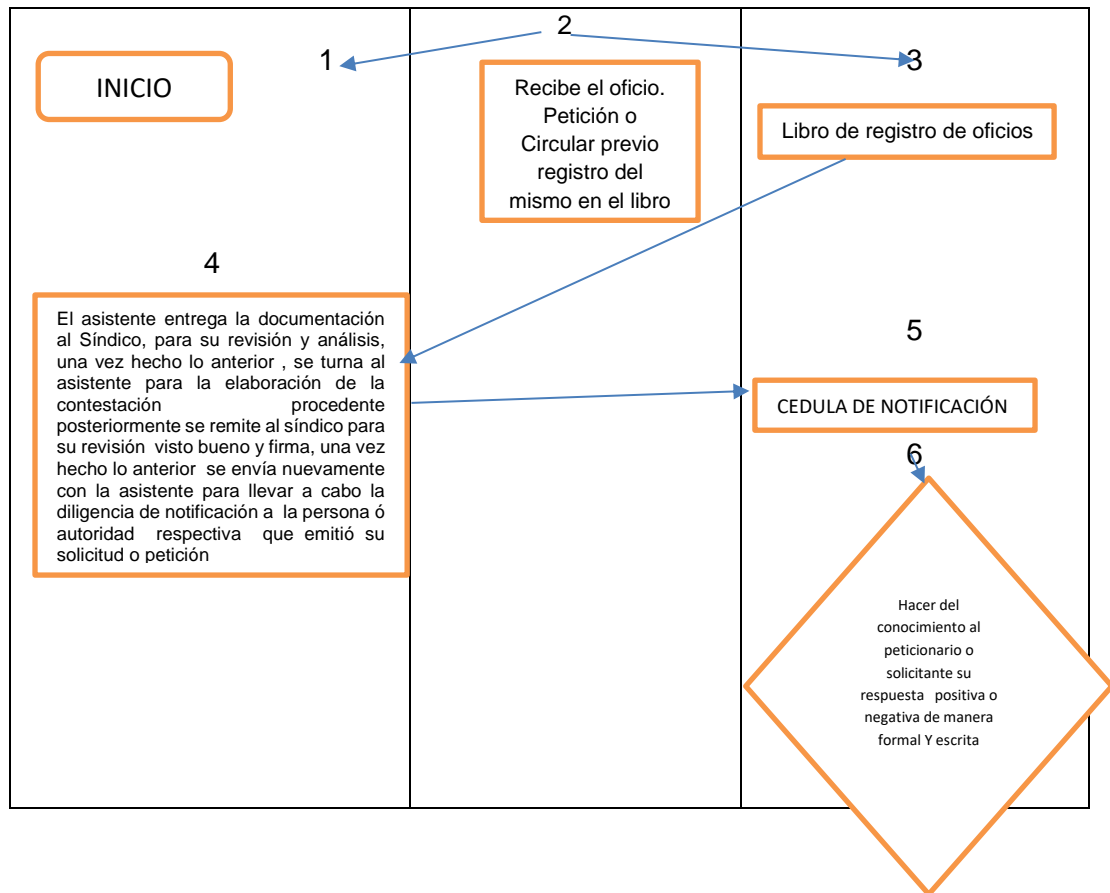 1
INICIO
2
Recibe el oficio.
Petición o
Circular previo
registro del
mismo en el libro
3
Libro de registro de oficios
4
El asistente entrega la documentación
al Síndico, para su revisión y análisis,
una vez hecho lo anterior , se turna al
asistente para la elaboración de la
contestación procedente
posteriormente se remite al síndico para
su revisión visto bueno y firma, una vez
hecho lo anterior se envía nuevamente
con la asistente para llevar a cabo la
diligencia de notificación a la persona ó
autoridad respectiva que emitió su
solicitud o petición
5
CEDULA DE NOTIFICACIÓN
6
Hacer del
conocimiento al
peticionario o
solicitante su
respuesta positiva o
negativa de manera
formal Y escrita